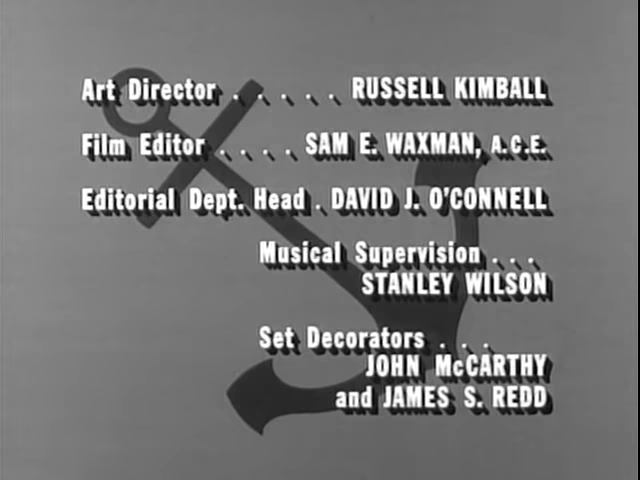 Art Director . . . . . RUSSELL KIMBALL
Film Editor . . . . SAM E. WAXMAN, A.C.E.
Editorial Dept. Head . DAVID J. O'CONNELL
Musical Supervision . . .
STANLEY WILSON
Set Decorators . . .
JOHN McCARTHY
and JAMES S. REDD